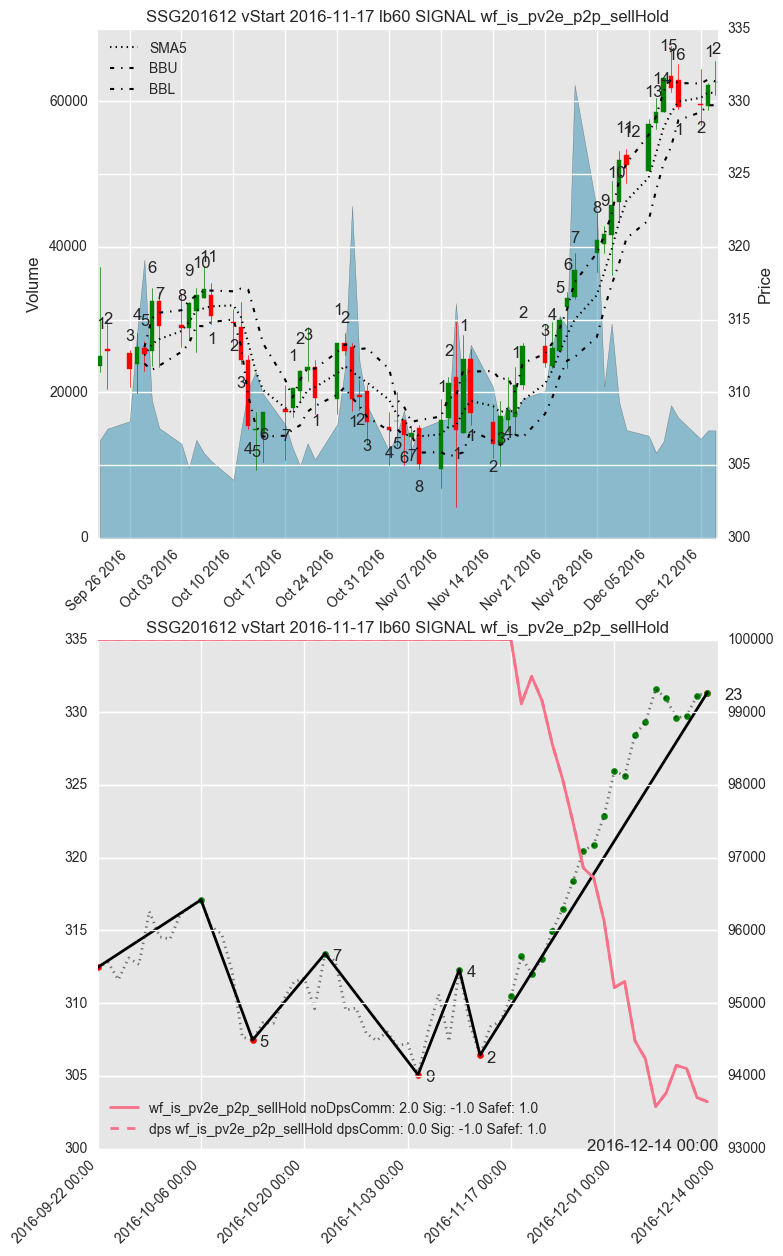 SSG201612 vStart 2016-11-17 lb60 SIGNAL wf_is_pv2e_p2p_sellHold
SMA5
BBU
BBL
Volume
60000
40000
20000
0
Price
335
330
325
320
315
310
305
300
Sep 26 2016
Oct 03 2016
Oct 10 2016
Oct 17 2016
Oct 24 2016
Oct 31 2016
Nov 07 2016
Nov 14 2016
Nov 21 2016
Nov 28 2016
Dec 05 2016
Dec 12 2016
SSG201612 vStart 2016-11-17 lb60 SIGNAL wf_is_pv2e_p2p_sellHold
335
330
325
320
315
310
305
300
100000
99000
98000
97000
96000
95000
94000
93000
5
7
9
4
2
23
wf_is_pv2e_p2p_sellHold noDpsComm: 2.0 Sig: -1.0 Safef: 1.0
dps wf_is_pv2e_p2p_sellHold dpsComm: 0.0 Sig: -1.0 Safef: 1.0
2016-12-14 00:00
2016-09-22 00:00
2016-10-06 00:00
2016-10-20 00:00
2016-11-03 00:00
2016-11-17 00:00
2016-12-01 00:00
2016-12-14 00:00